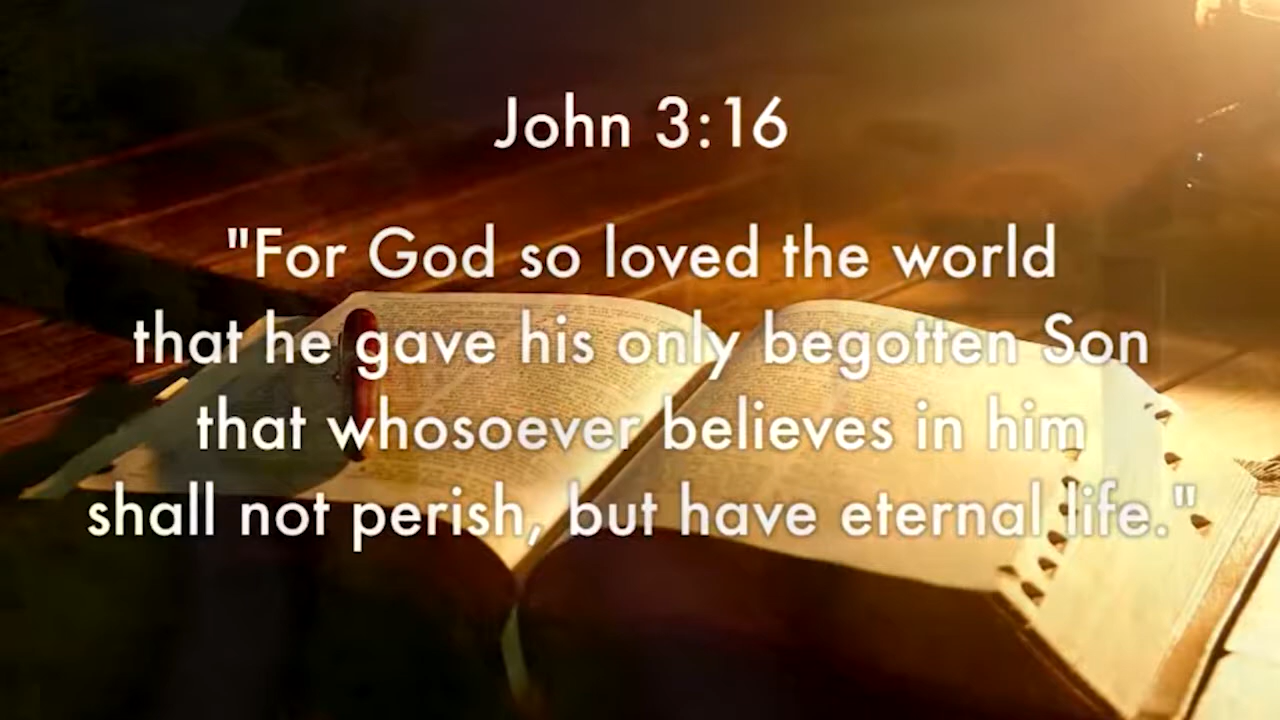 John 3:16
"For God so loved the world
that he gave his only begotten Son
that whosoever believes in him
shall not perish, but have eternal life."